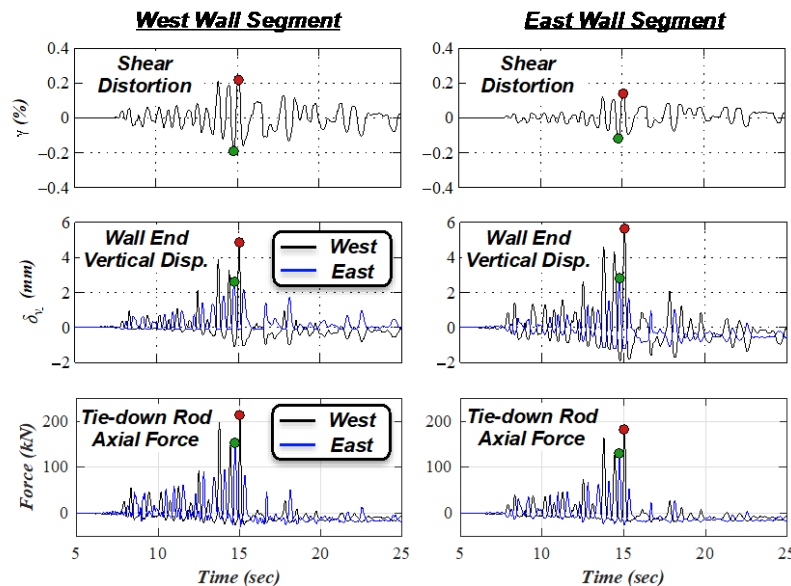 West Wall Segment
East Wall Segment
Shear
Distortion
Shear
Distortion
γ (%)
0.4
0.2
0
−0.2
−0.4
0.4
0.2
0
−0.2
−0.4
Wall End
Vertical Disp.
West
East
Wall End
Vertical Disp.
δv (mm)
6
4
2
0
−2
6
4
2
0
−2
Tie-down Rod
Axial Force
West
East
Tie-down Rod
Axial Force
Force (kN)
200
100
0
200
100
0
5 10 15 20 25
5 10 15 20 25
Time (sec)
Time (sec)